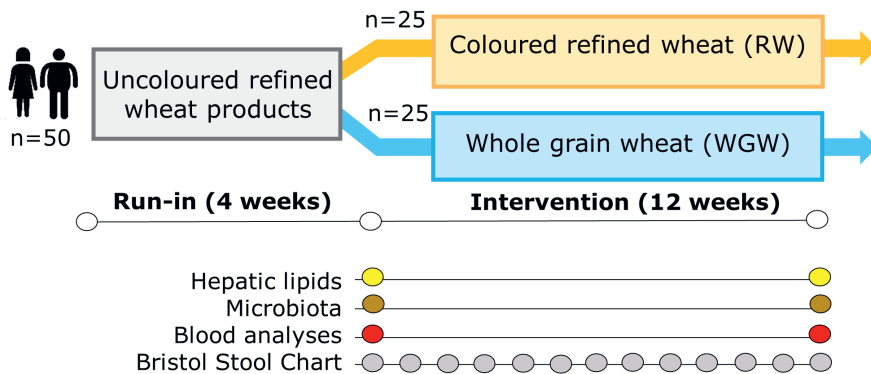 n=25
Coloured refined wheat (RW)
Uncoloured refined
wheat products
n=50
n=25
Whole grain wheat (WGW)
Run-in (4 weeks)
Intervention (12 weeks)
Hepatic lipids
Microbiota
Blood analyses
Bristol Stool Chart